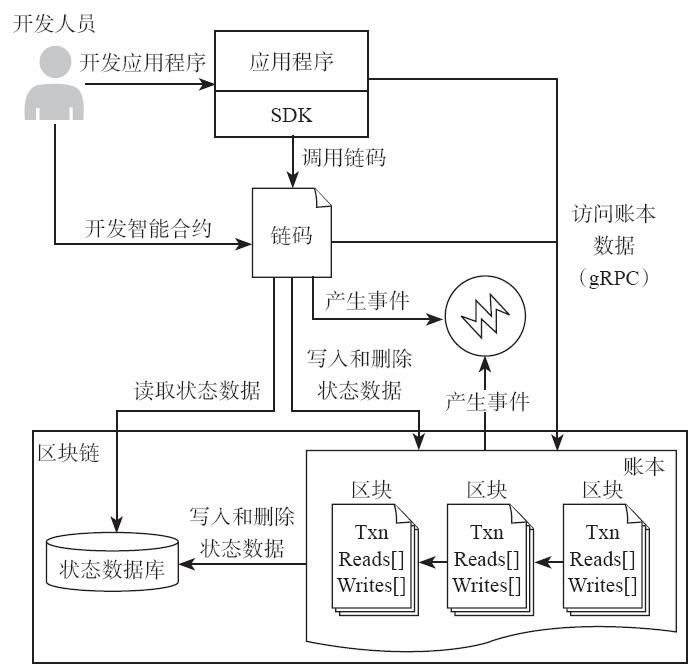 开发人员
开发应用程序
应用程序
SDK
调用链码
开发智能合约
链码
访问账本
数据
（gRPC）
产生事件
写入和删除
状态数据
读取状态数据
产生事件
区块链
账本
区块
区块
区块
Txn
Reads[]
Writes[]
Txn
Reads[]
Writes[]
Txn
Reads[]
Writes[]
写入和删除
状态数据
状态数据库